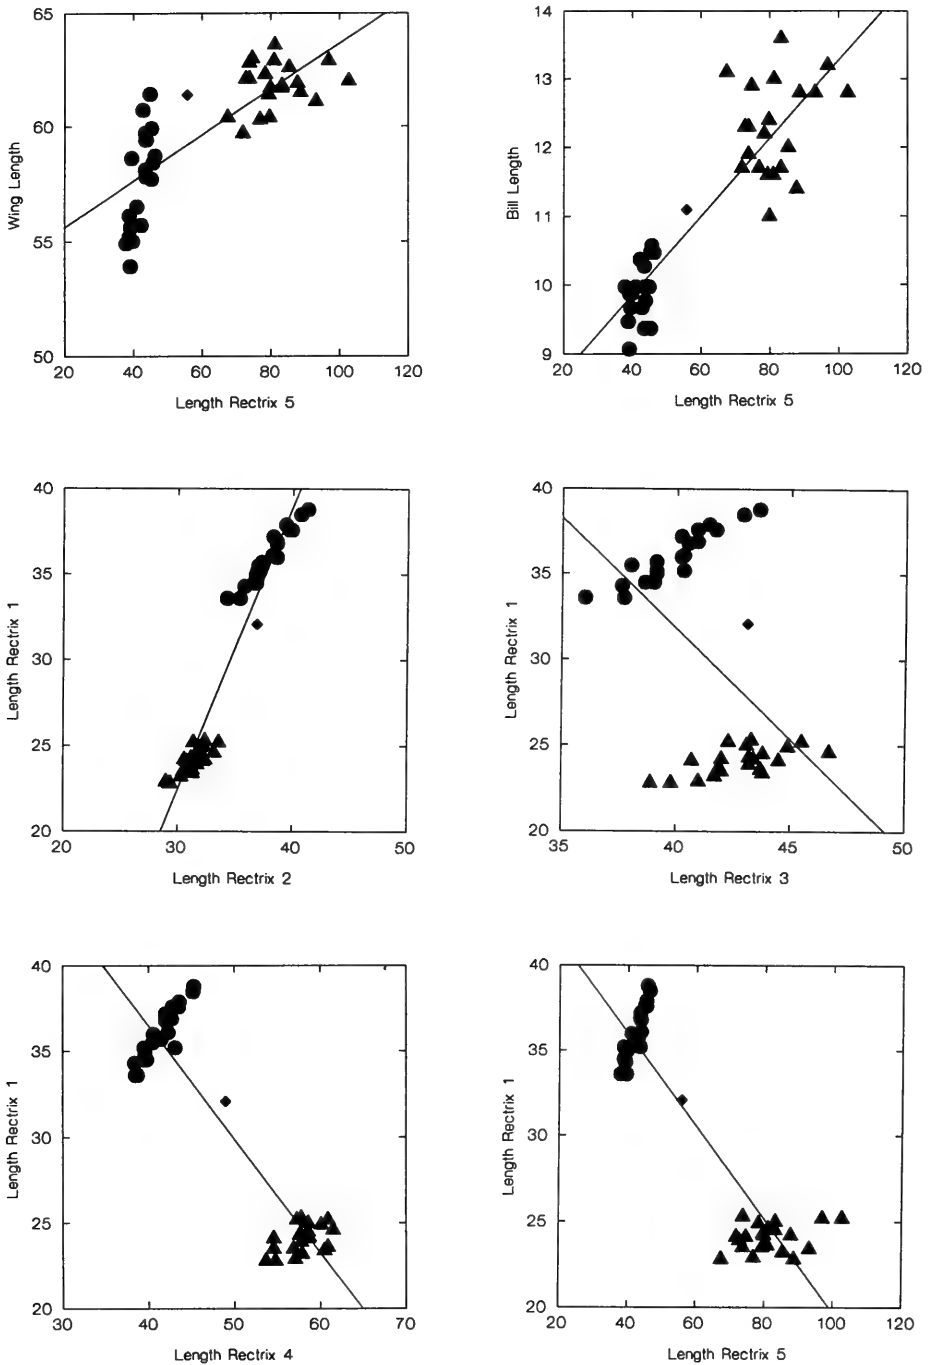 65
60
55
50
Wing Length
20 40 60 80 100 120
Length Rectrix 5
14
13
12
11
10
9
Bill Length
20 40 60 80 100 120
Length Rectrix 5
40
35
30
25
20
Length Rectrix 1
20 30 40 50
Length Rectrix 2
40
35
30
25
20
Length Rectrix 1
35 40 45 50
Length Rectrix 3
40
35
30
25
20
Length Rectrix 1
30 40 50 60 70
Length Rectrix 4
40
35
30
25
20
Length Rectrix 1
20 40 60 80 100 120
Length Rectrix 5